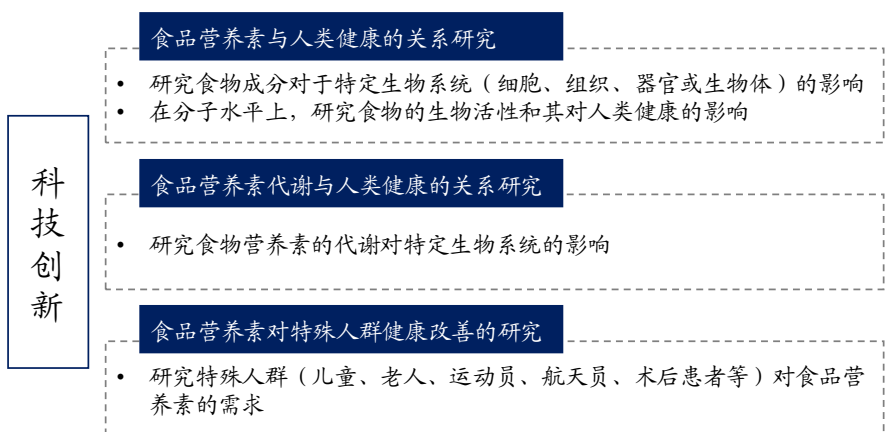 科技创新
食品营养素与人类健康的关系研究
• 研究食物成分对于特定生物系统（细胞、组织、器官或生物体）的影响
• 在分子水平上，研究食物的生物活性和其对人类健康的影响
食品营养素代谢与人类健康的关系研究
• 研究食物营养素的代谢对特定生物系统的影响
食品营养素对特殊人群健康改善的研究
• 研究特殊人群（儿童、老人、运动员、航天员、术后患者等）对食品营
养素的需求